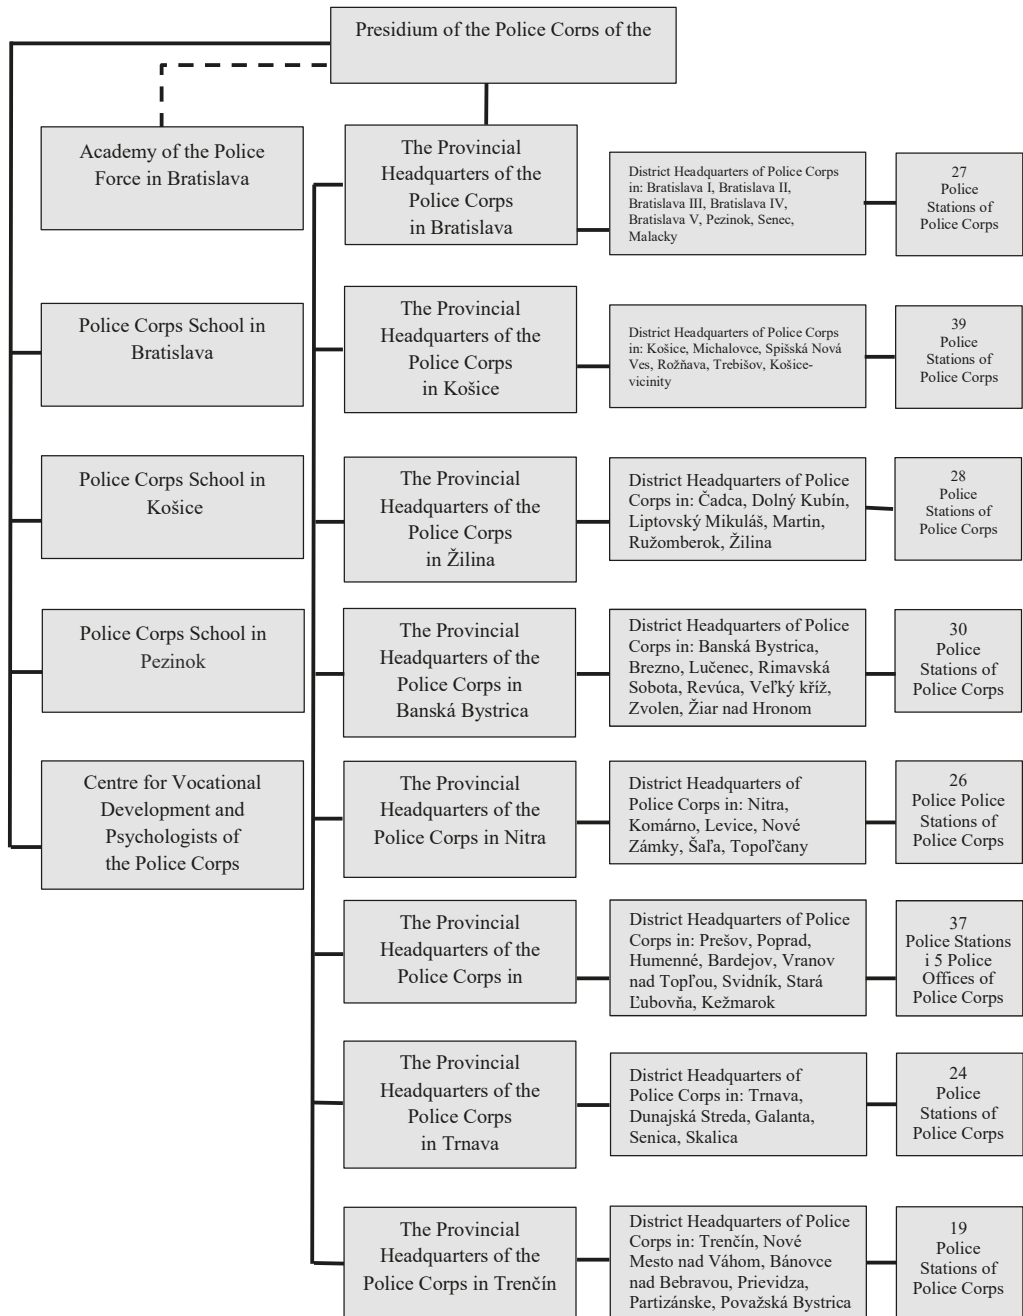 Presidium of the Police Corps of the
Academy of the Police
Force in Bratislava
The Provincial
Headquarters of the
Police Corps
in Bratislava
District Headquarters of Police Corps
in: Bratislava I, Bratislava II,
Bratislava III, Bratislava IV,
Bratislava V, Pezinok, Senec,
Malacky
27
Police
Stations of
Police Corps
Police Corps School in
Bratislava
The Provincial
Headquarters of the
Police Corps
in Košice
District Headquarters of Police Corps
in: Košice, Michalovce, Spišská Nová
Ves, Rožňava, Trebišov, Košice-
vicinity
39
Police
Stations of
Police Corps
Police Corps School in
Košice
The Provincial
Headquarters of the
Police Corps
in Žilina
District Headquarters of Police
Corps in: Čadca, Dolný Kubín,
Liptovský Mikuláš, Martin,
Ružomberok, Žilina
28
Police
Stations of
Police Corps
Police Corps School in
Pezinok
The Provincial
Headquarters of the
Police Corps in
Banská Bystrica
District Headquarters of Police
Corps in: Banská Bystrica,
Brezno, Lučenec, Rimavská
Sobota, Revúca, Veľký kříž,
Zvolen, Žiar nad Hronom
30
Police
Stations of
Police Corps
Centre for Vocational
Development and
Psychologists of
the Police Corps
The Provincial
Headquarters of the
Police Corps in Nitra
District Headquarters of
Police Corps in: Nitra,
Komárno, Levice, Nové
Zámky, Šaľa, Topoľčany
26
Police Police
Stations of
Police Corps
The Provincial
Headquarters of the
Police Corps in
District Headquarters of Police
Corps in: Prešov, Poprad,
Humenné, Bardejov, Vranov
nad Topľou, Svidník, Stará
Ľubovňa, Kežmarok
37
Police Stations
i 5 Police
Offices of
Police Corps
The Provincial
Headquarters of the
Police Corps
in Trnava
District Headquarters of
Police Corps in: Trnava,
Dunajská Streda, Galanta,
Senica, Skalica
24
Police
Stations of
Police Corps
The Provincial
Headquarters of the
Police Corps in Trenčín
District Headquarters of Police
Corps in: Trenčín, Nové
Mesto nad Váhom, Bánovce
nad Bebravou, Prievidza,
Partizánske, Považská Bystrica
19
Police
Stations of
Police Corps